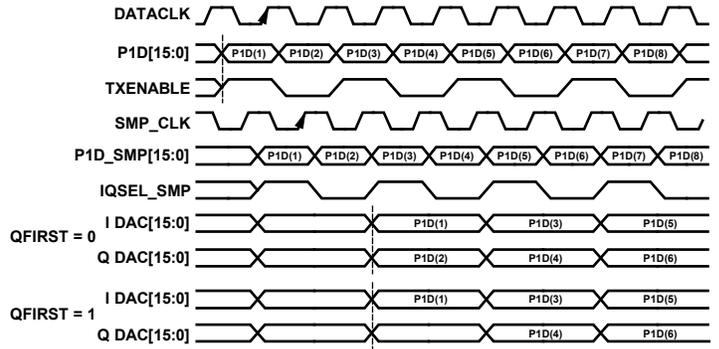 DATACLK
P1D[15:0] P1D(1) P1D(2) P1D(3) P1D(4) P1D(5) P1D(6) P1D(7) P1D(8)
TXENABLE
SMP_CLK
P1D_SMP[15:0] P1D(1) P1D(2) P1D(3) P1D(4) P1D(5) P1D(6) P1D(7) P1D(8)
IQSEL_SMP
QFIRST = 0
I DAC[15:0] P1D(1) P1D(3) P1D(5)
Q DAC[15:0] P1D(2) P1D(4) P1D(6)
QFIRST = 1
I DAC[15:0] P1D(1) P1D(3) P1D(5)
Q DAC[15:0] P1D(4) P1D(6)